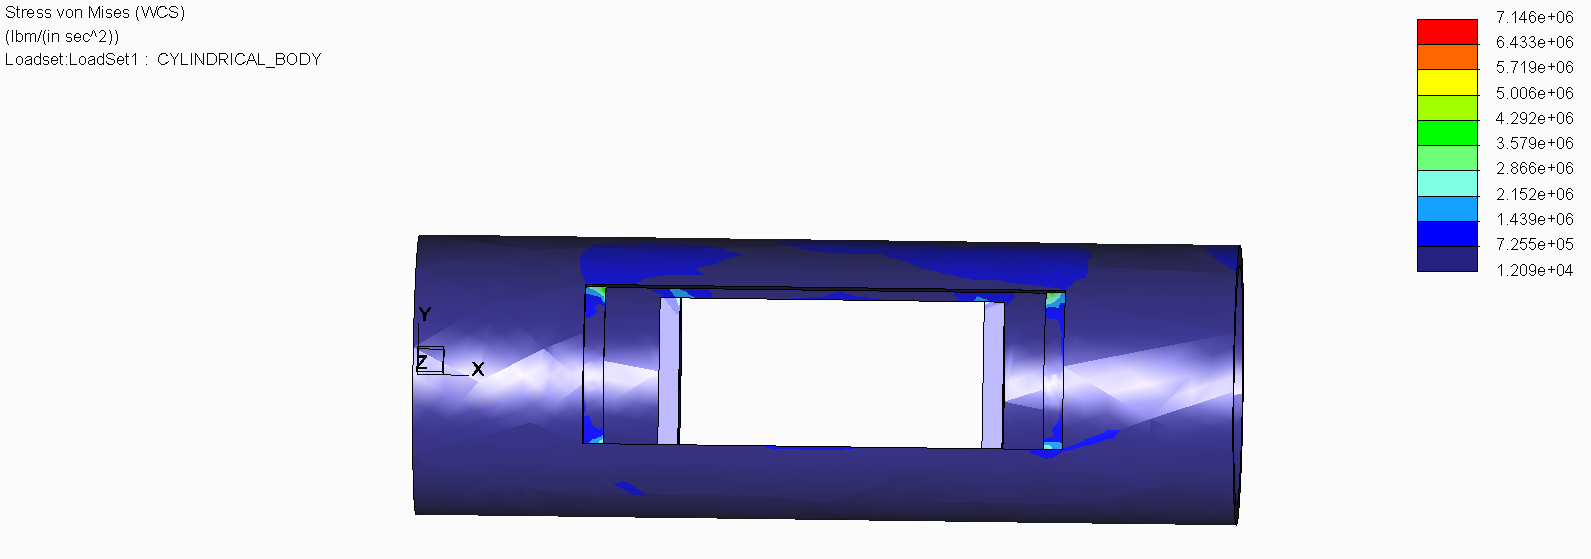 Stress von Mises (WCS)
(lbm/(in sec^2))
Loadset:LoadSet1 :  CYLINDRICAL_BODY
7.146e+06
6.433e+06
5.719e+06
5.006e+06
4.292e+06
3.579e+06
2.866e+06
2.152e+06
1.439e+06
7.255e+05
1.209e+04
Y
Z
X